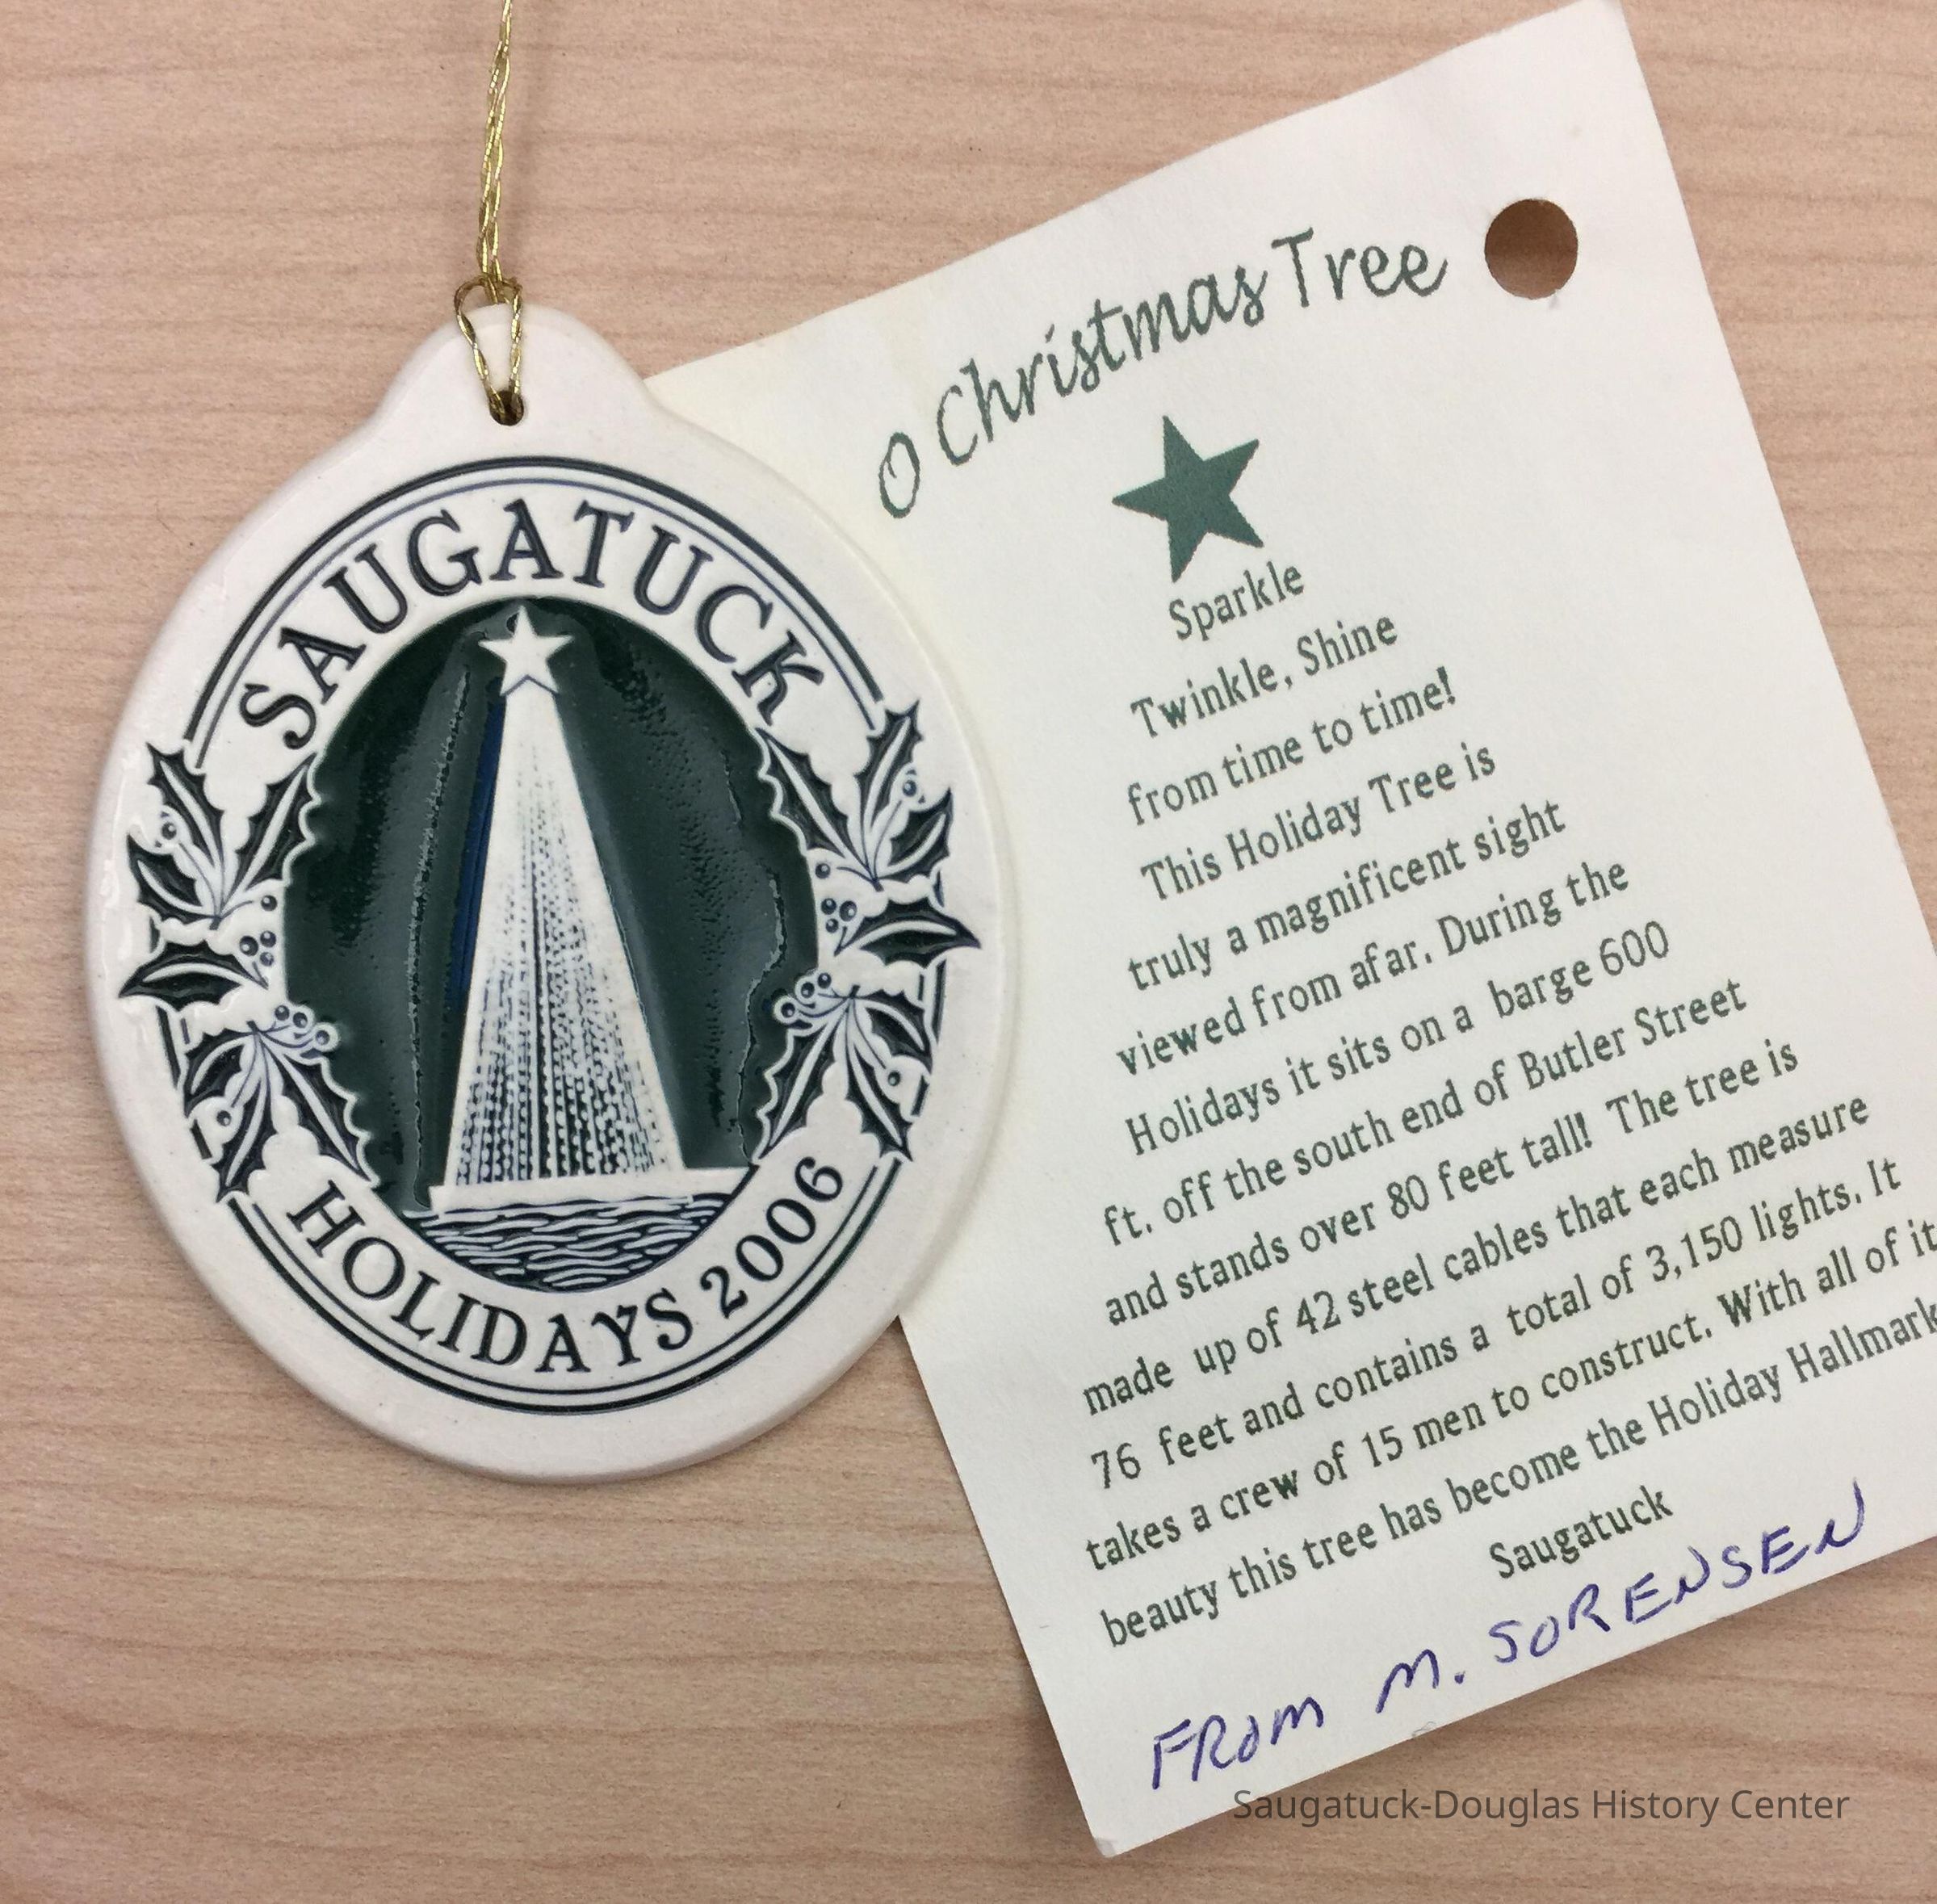 SAUGATUCK
HOLIDAYS 2006
O Christmas Tree
Sparkle
Twinkle, Shine
from time to time!
This Holiday Tree is
truly a magnificent sight
viewed from afar. During the
Holidays it sits on a barge 600
ft. off the south end of Butler Street
and stands over 80 feet tall! The tree is
made up of 42 steel cables that each measure
76 feet and contains a total of 3,150 lights. It
takes a crew of 15 men to construct. With all of it
beauty this tree has become the Holiday Hallmark
Saugatuck
FROM M. SORENSEN
Saugatuck-Douglas History Center